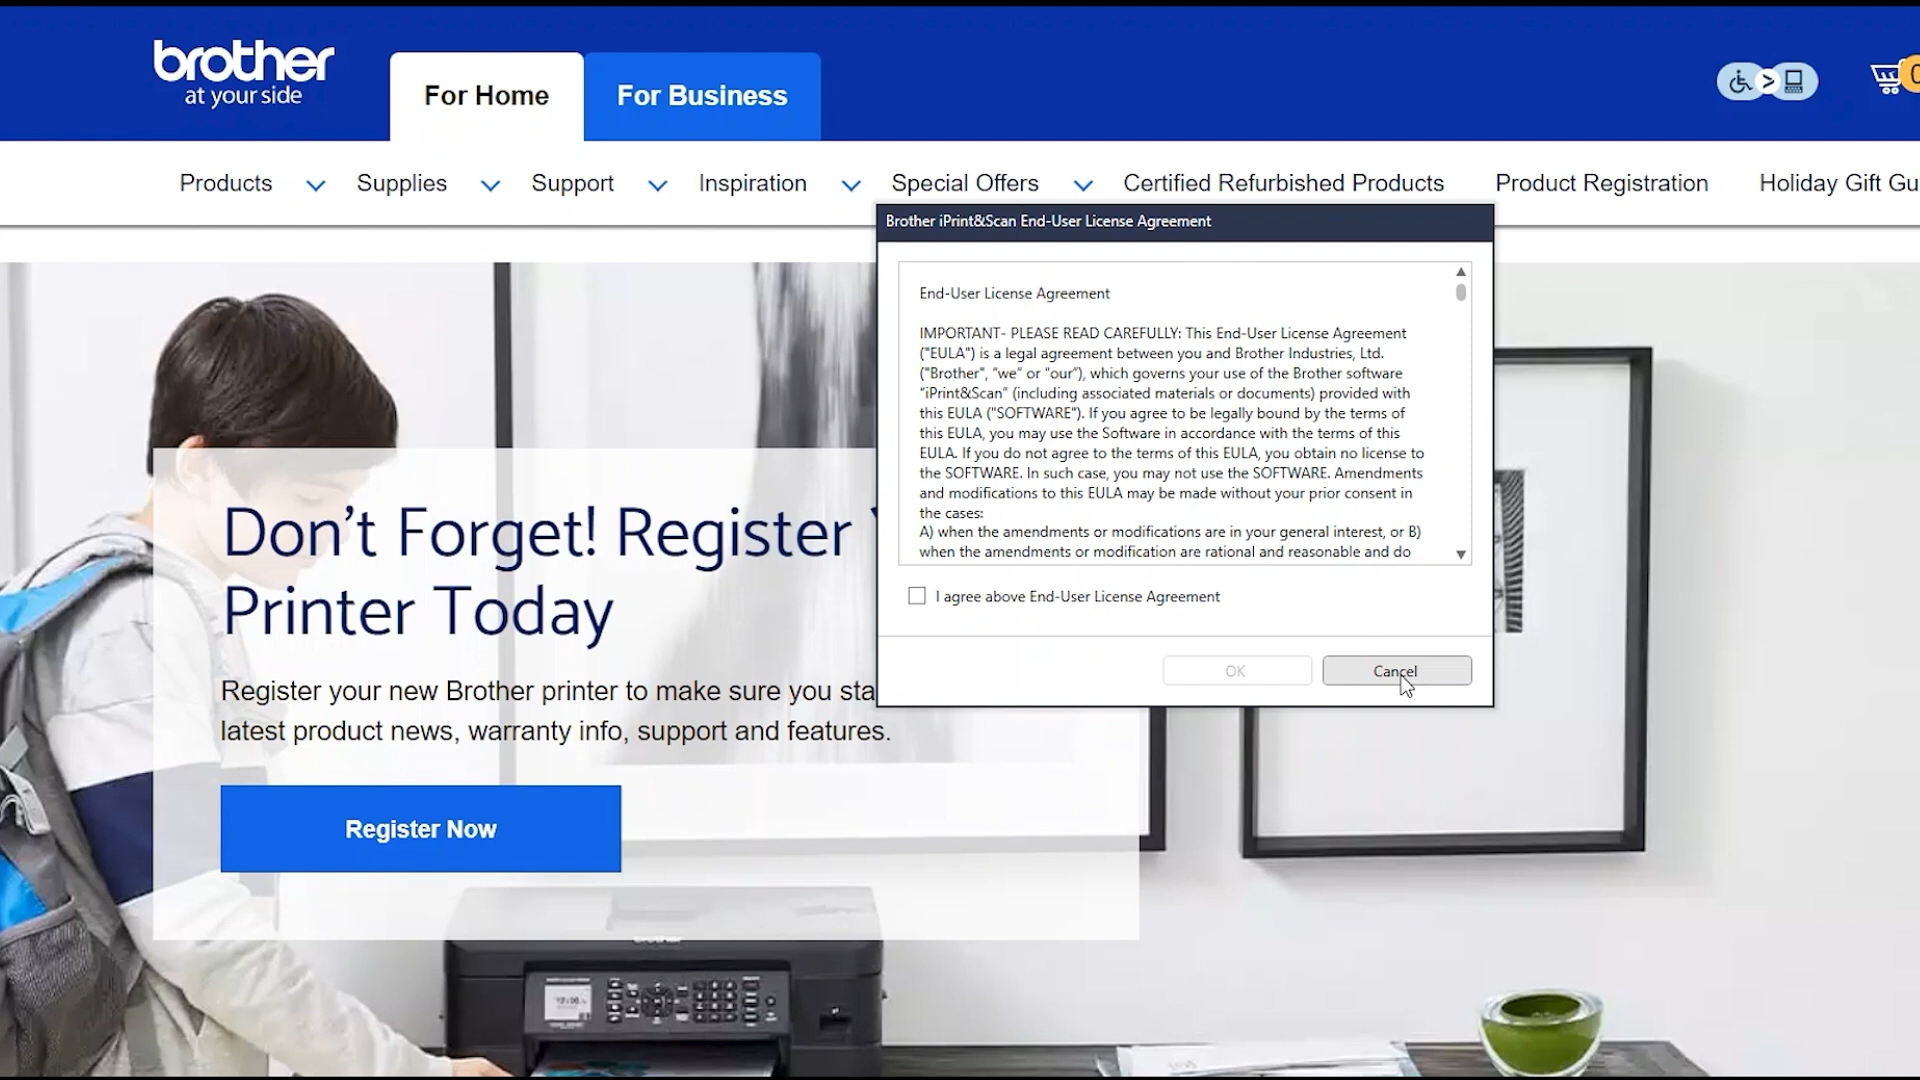 brother
at your side
For Home
For Business
0
Products
Supplies
Support
Inspiration
Special Offers
Certified Refurbished Products
Product Registration
Holiday Gift Gu
Brother iPrint&Scan End-User License Agreement
End-User License Agreement
IMPORTANT- PLEASE READ CAREFULLY: This End-User License Agreement
("EULA") is a legal agreement between you and Brother Industries, Ltd.
("Brother", "we" or "our"), which governs your use of the Brother software
"iPrint&Scan" (including associated materials or documents) provided with
this EULA ("SOFTWARE"). If you agree to be legally bound by the terms of
this EULA, you may use the Software in accordance with the terms of this
EULA. If you do not agree to the terms of this EULA, you obtain no license to
the SOFTWARE. In such case, you may not use the SOFTWARE. Amendments
and modifications to this EULA may be made without your prior consent in
the cases:
A) when the amendments or modifications are in your general interest, or B)
when the amendments or modification are rational and reasonable and do
I agree above End-User License Agreement
OK
Cancel
Don't Forget! Register
Printer Today
Register your new Brother printer to make sure you sta
latest product news, warranty info, support and features.
Register Now
brother